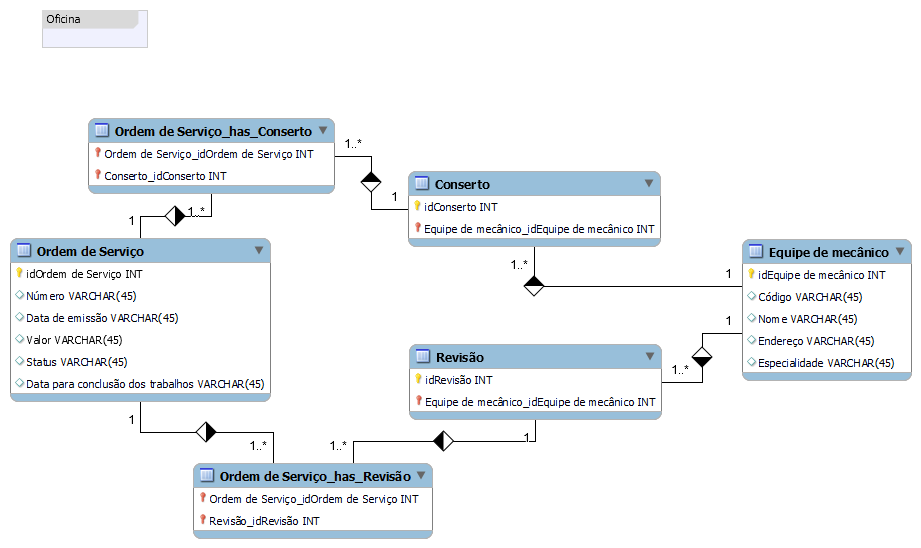 Oficina
Ordem de Serviço_has_Conserto
Ordem de Serviço_idOrdem de Serviço INT
Conserto_idConserto INT
1..*
1
Conserto
idConserto INT
Equipe de mecânico_idEquipe de mecânico INT
1
1..*
Ordem de Serviço
idOrdem de Serviço INT
Número VARCHAR(45)
Data de emissão VARCHAR(45)
Valor VARCHAR(45)
Status VARCHAR(45)
Data para conclusão dos trabalhos VARCHAR(45)
1..*
1
Equipe de mecânico
idEquipe de mecânico INT
Código VARCHAR(45)
Nome VARCHAR(45)
Endereço VARCHAR(45)
Especialidade VARCHAR(45)
1
1..*
Revisão
idRevisão INT
Equipe de mecânico_idEquipe de mecânico INT
1
1..*
1..*
1
Ordem de Serviço_has_Revisão
Ordem de Serviço_idOrdem de Serviço INT
Revisão_idRevisão INT